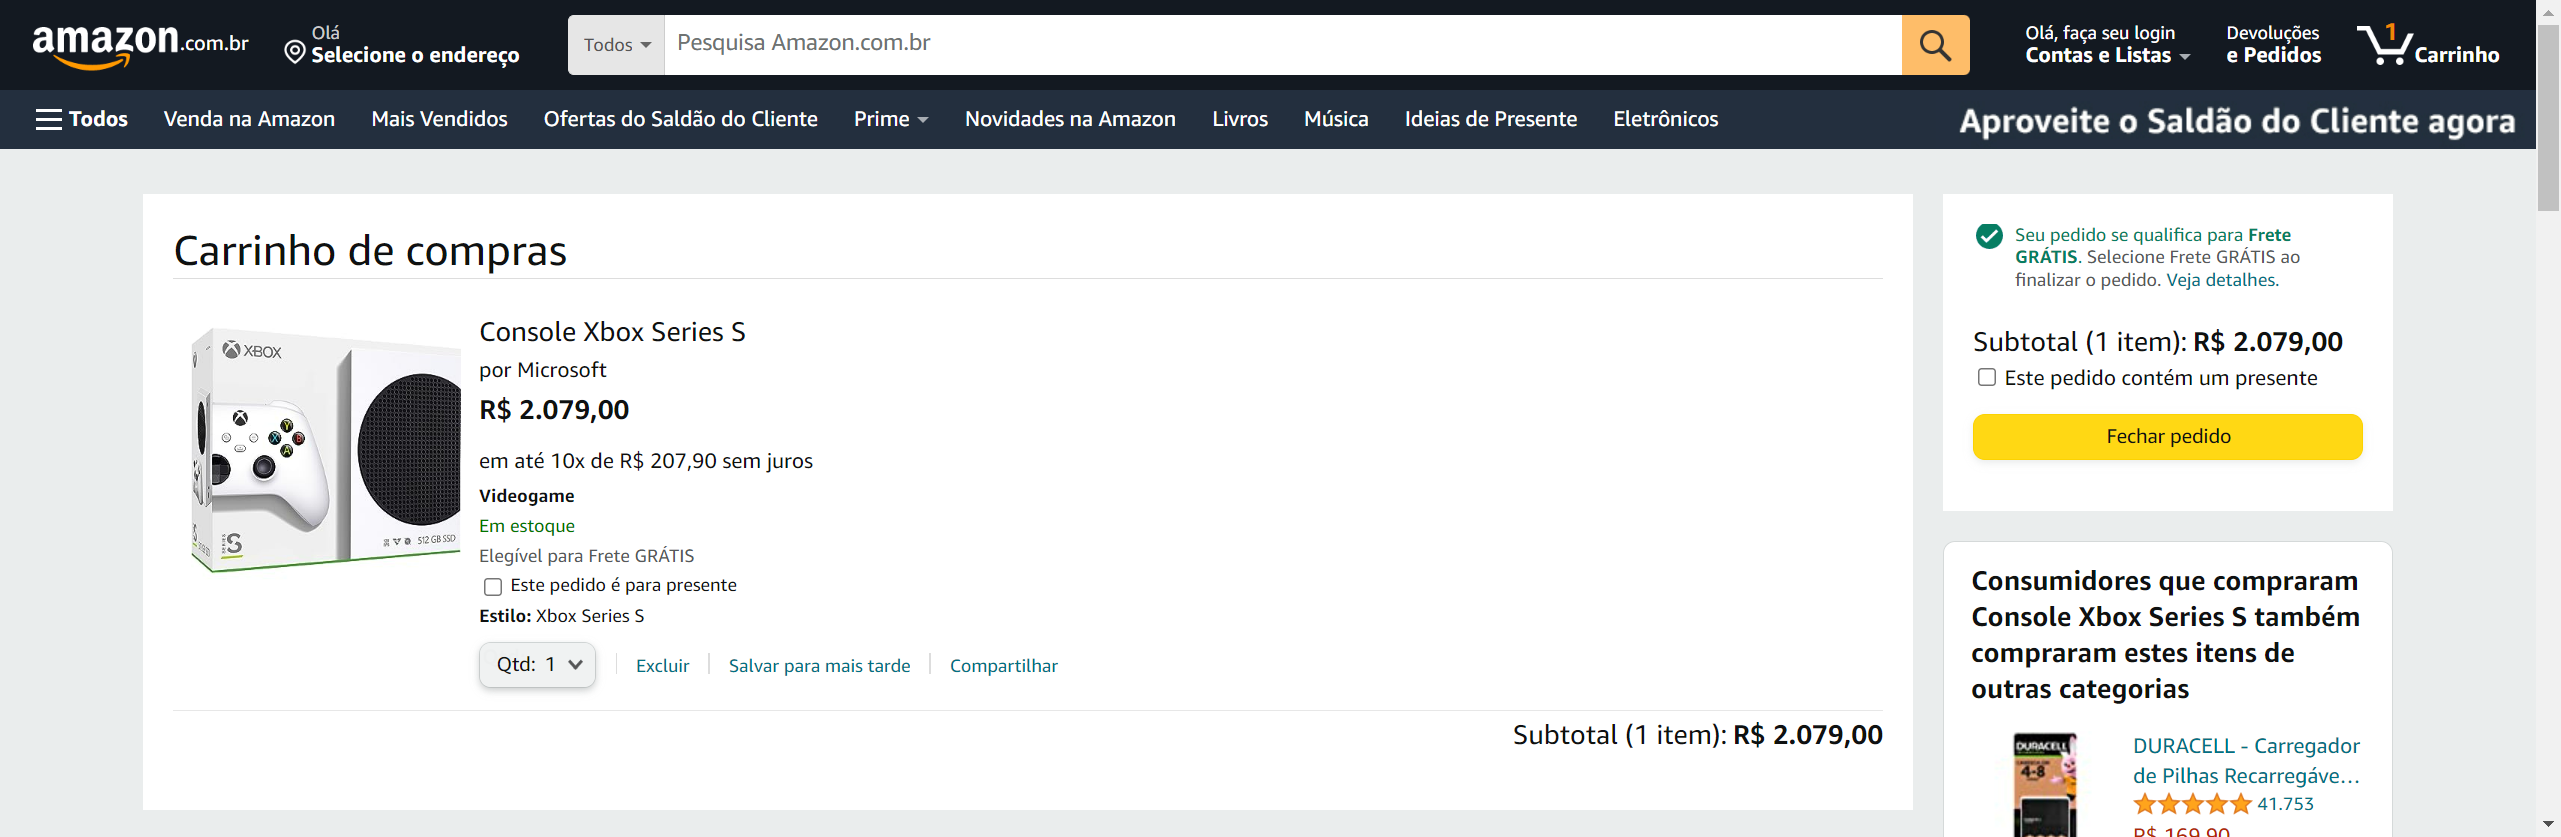 amazon.com.br
Olá
Selecione o endereço
Todos
Pesquisa Amazon.com.br
Olá, faça seu login
Contas e Listas
Devoluções
e Pedidos
1
Carrinho
Todos
Venda na Amazon
Mais Vendidos
Ofertas do Saldão do Cliente
Prime
Novidades na Amazon
Livros
Música
Ideias de Presente
Eletrônicos
Aproveite o Saldão do Cliente agora
Carrinho de compras
XBOX
Y
X
B
A
SERIES S
512 GB SSD
Console Xbox Series S
por Microsoft
R$ 2.079,00
em até 10x de R$ 207,90 sem juros
Videogame
Em estoque
Elegível para Frete GRÁTIS
Este pedido é para presente
Estilo: Xbox Series S
Qtd: 1
Excluir
Salvar para mais tarde
Compartilhar
Subtotal (1 item): R$ 2.079,00
Seu pedido se qualifica para Frete
GRÁTIS. Selecione Frete GRÁTIS ao
finalizar o pedido. Veja detalhes.
Subtotal (1 item): R$ 2.079,00
Este pedido contém um presente
Fechar pedido
Consumidores que compraram
Console Xbox Series S também
compraram estes itens de
outras categorias
DURACELL
4-8
DURACELL - Carregador
de Pilhas Recarregáve...
41.753
R$ 169,90